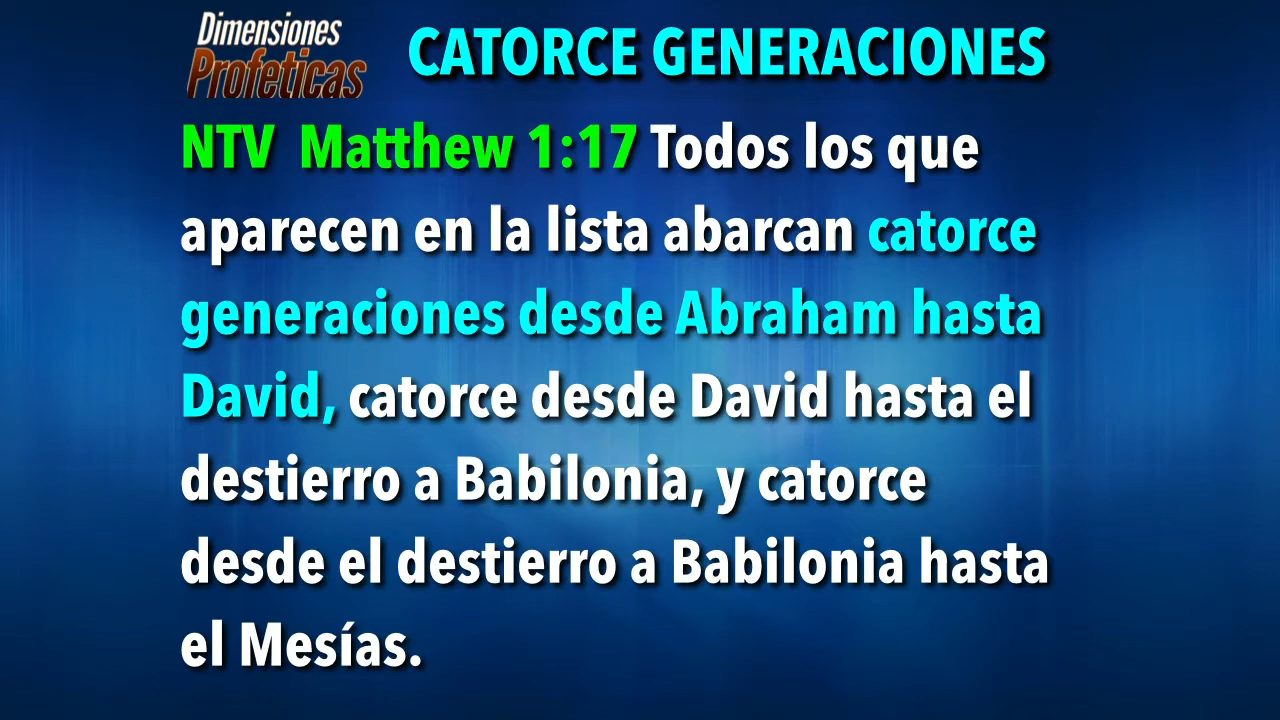 Dimensiones
Profeticas
CATORCE GENERACIONES
NTV Matthew 1:17 Todos los que
aparecen en la lista abarcan catorce
generaciones desde Abraham hasta
David, catorce desde David hasta el
destierro a Babilonia, y catorce
desde el destierro a Babilonia hasta
el Mesías.